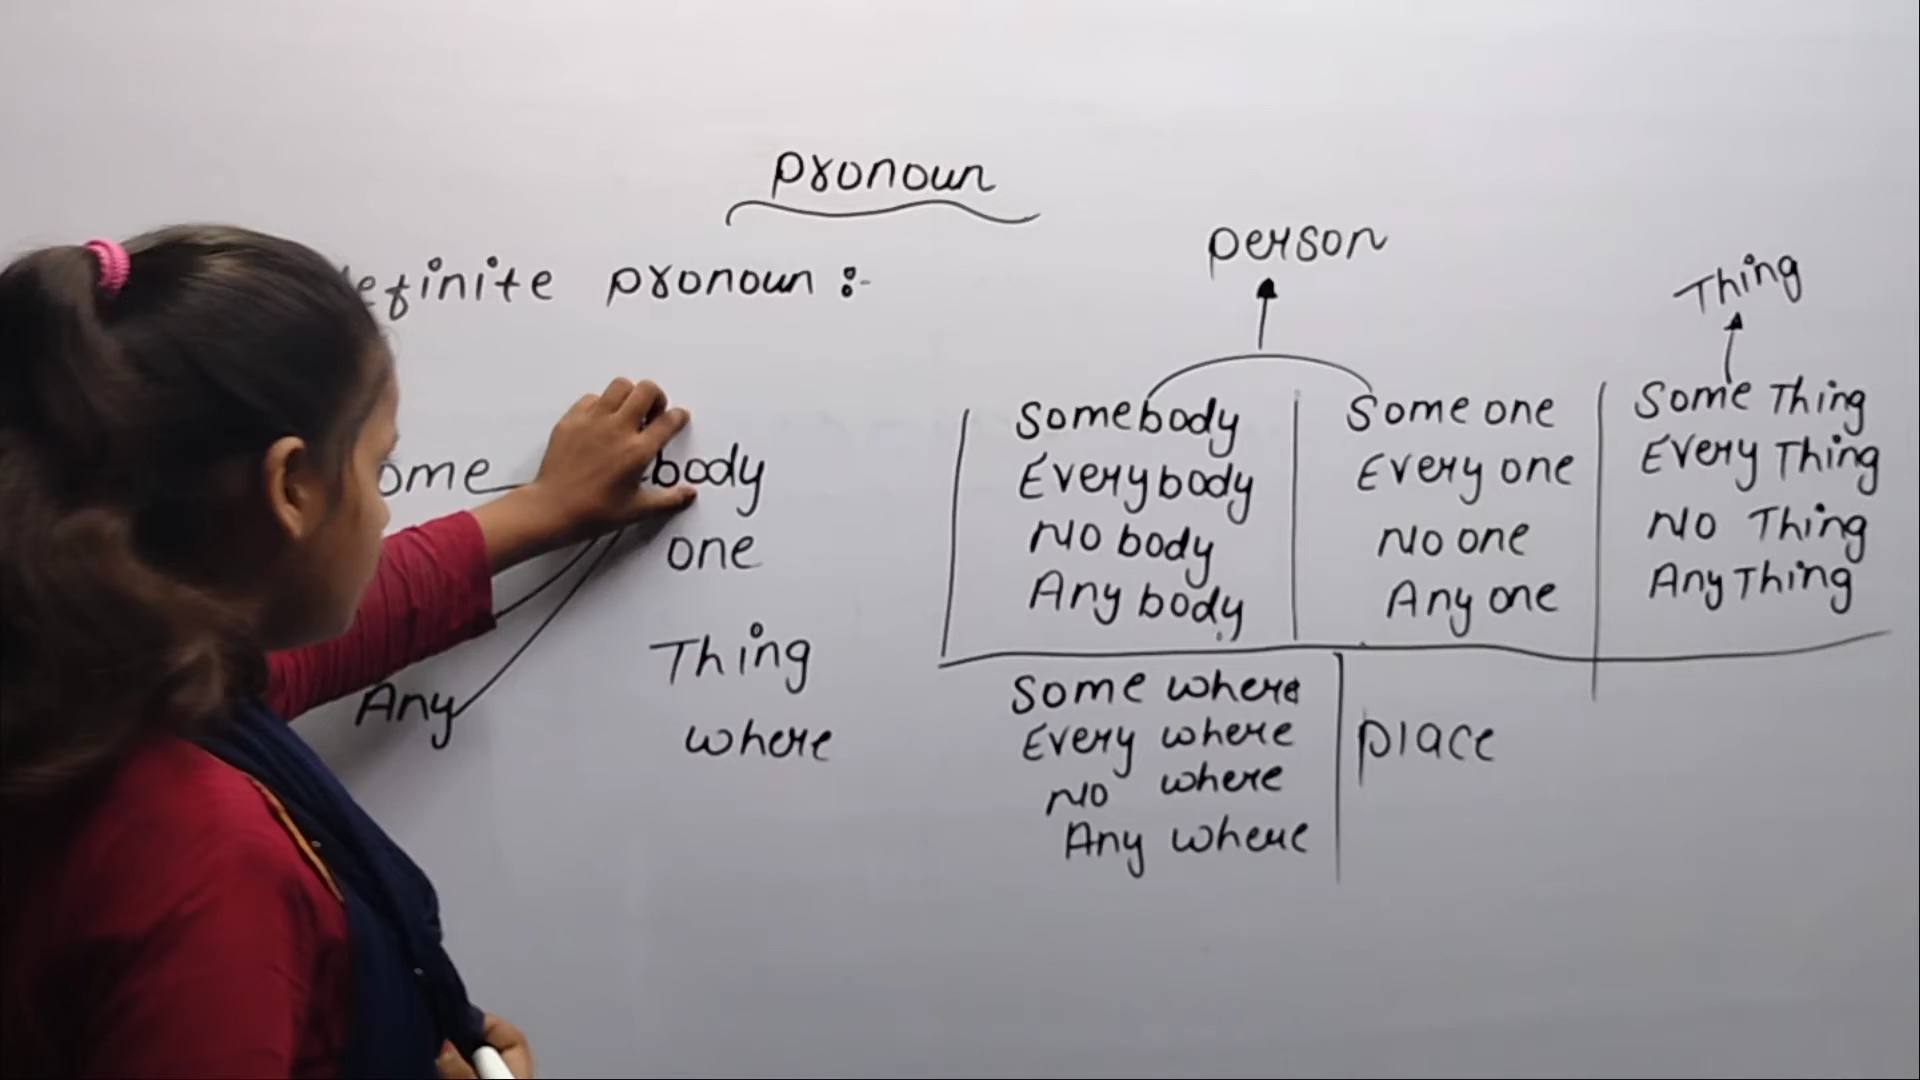 pronoun
efinite pronoun :-
person
Thing
ome
body
one
Thing
Any
where
Somebody
Everybody
No body
Any body
Some one
Every one
No one
Any one
Some Thing
Every Thing
No Thing
Any Thing
Some where
Every where
No where
Any where
place